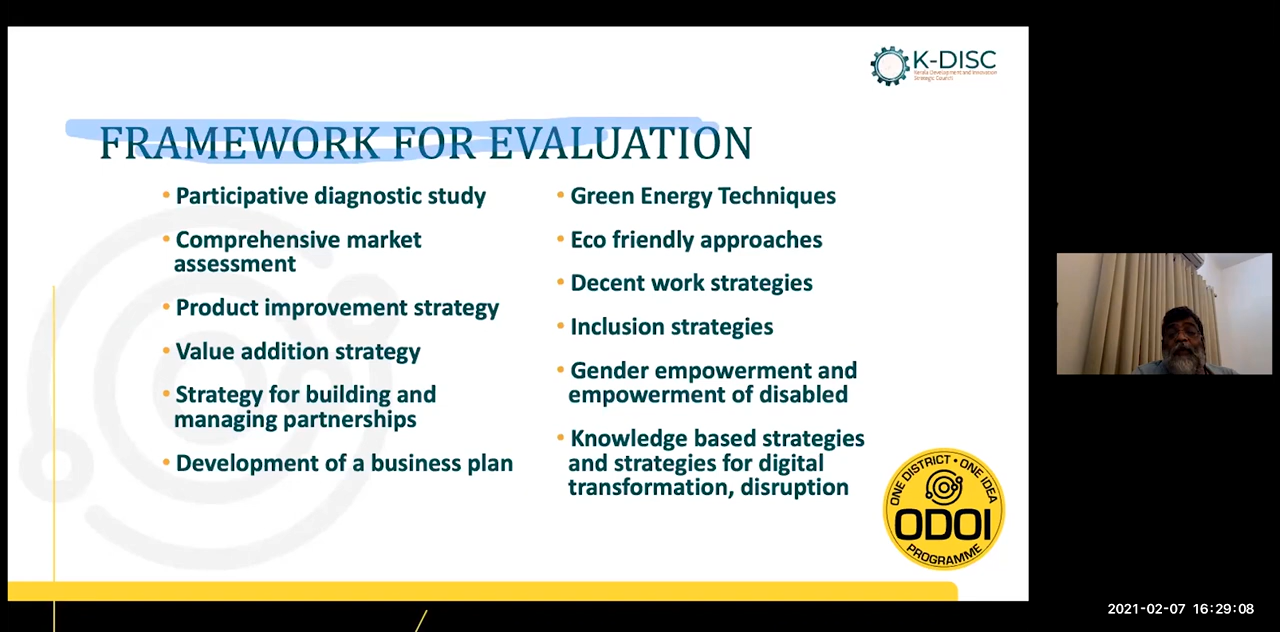 K-DISC
Kerala Development and Innovation
Strategic Council
FRAMEWORK FOR EVALUATION
• Participative diagnostic study
• Comprehensive market
assessment
• Product improvement strategy
• Value addition strategy
• Strategy for building and
managing partnerships
• Development of a business plan
• Green Energy Techniques
• Eco friendly approaches
• Decent work strategies
• Inclusion strategies
• Gender empowerment and
empowerment of disabled
• Knowledge based strategies
and strategies for digital
transformation, disruption
ONE DISTRICT • ONE IDEA
ODOI
PROGRAMME
2021-02-07 16:29:08